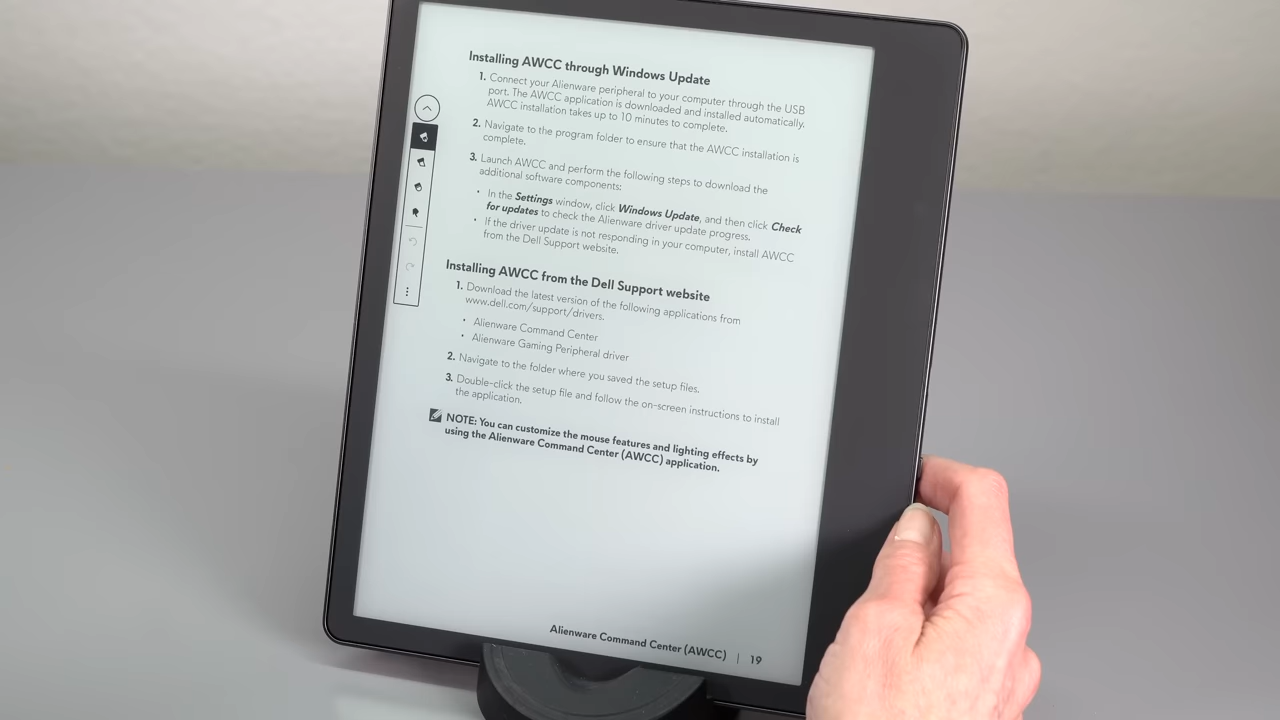 Installing AWCC through Windows Update
1. Connect your Alienware peripheral to your computer through the USB
port. The AWCC application is downloaded and installed automatically.
AWCC installation takes up to 10 minutes to complete.
2. Navigate to the program folder to ensure that the AWCC installation is
complete.
3. Launch AWCC and perform the following steps to download the
additional software components:
• In the Settings window, click Windows Update, and then click Check
for updates to check the Alienware driver update progress.
• If the driver update is not responding in your computer, install AWCC
from the Dell Support website.
Installing AWCC from the Dell Support website
1. Download the latest version of the following applications from
www.dell.com/support/drivers.
• Alienware Command Center
• Alienware Gaming Peripheral driver
2. Navigate to the folder where you saved the setup files.
3. Double-click the setup file and follow the on-screen instructions to install
the application.
NOTE: You can customize the mouse features and lighting effects by
using the Alienware Command Center (AWCC) application.
Alienware Command Center (AWCC) | 19